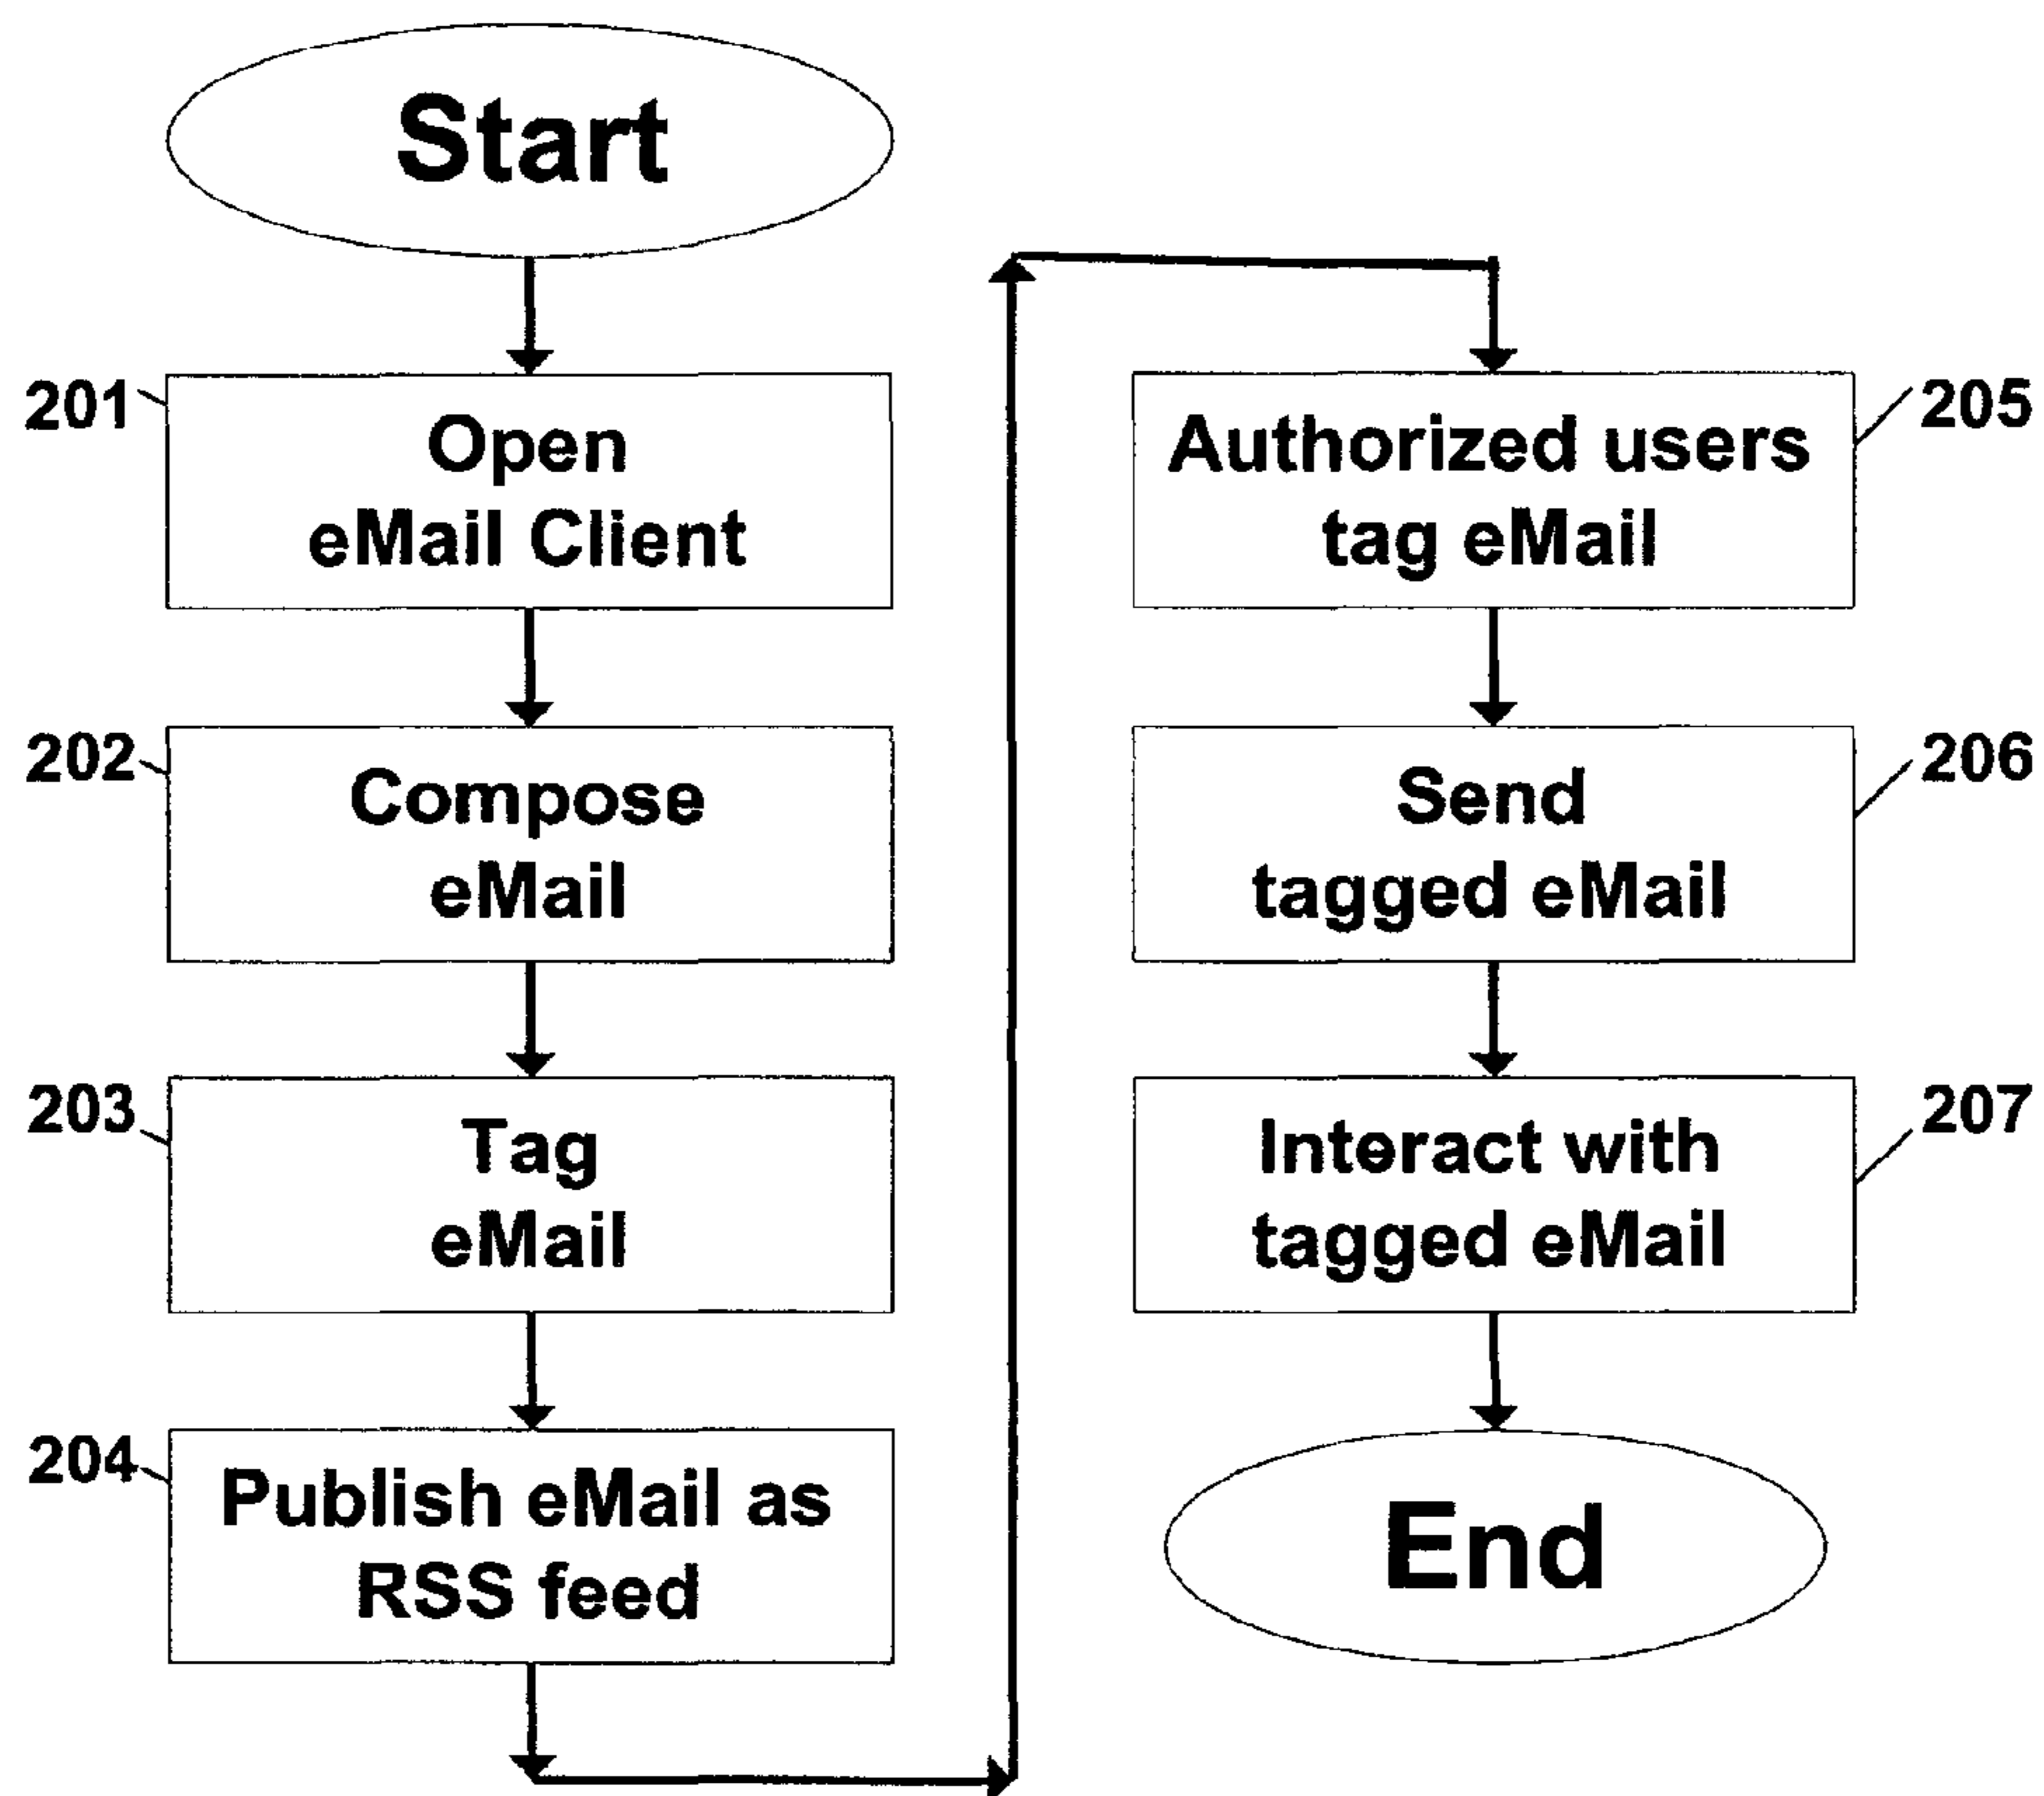 Start
201
Open
eMail Client
202
Compose
eMail
203
Tag
eMail
204
Publish eMail as
RSS feed
205
Authorized users
tag eMail
206
Send
tagged eMail
207
Interact with
tagged eMail
End